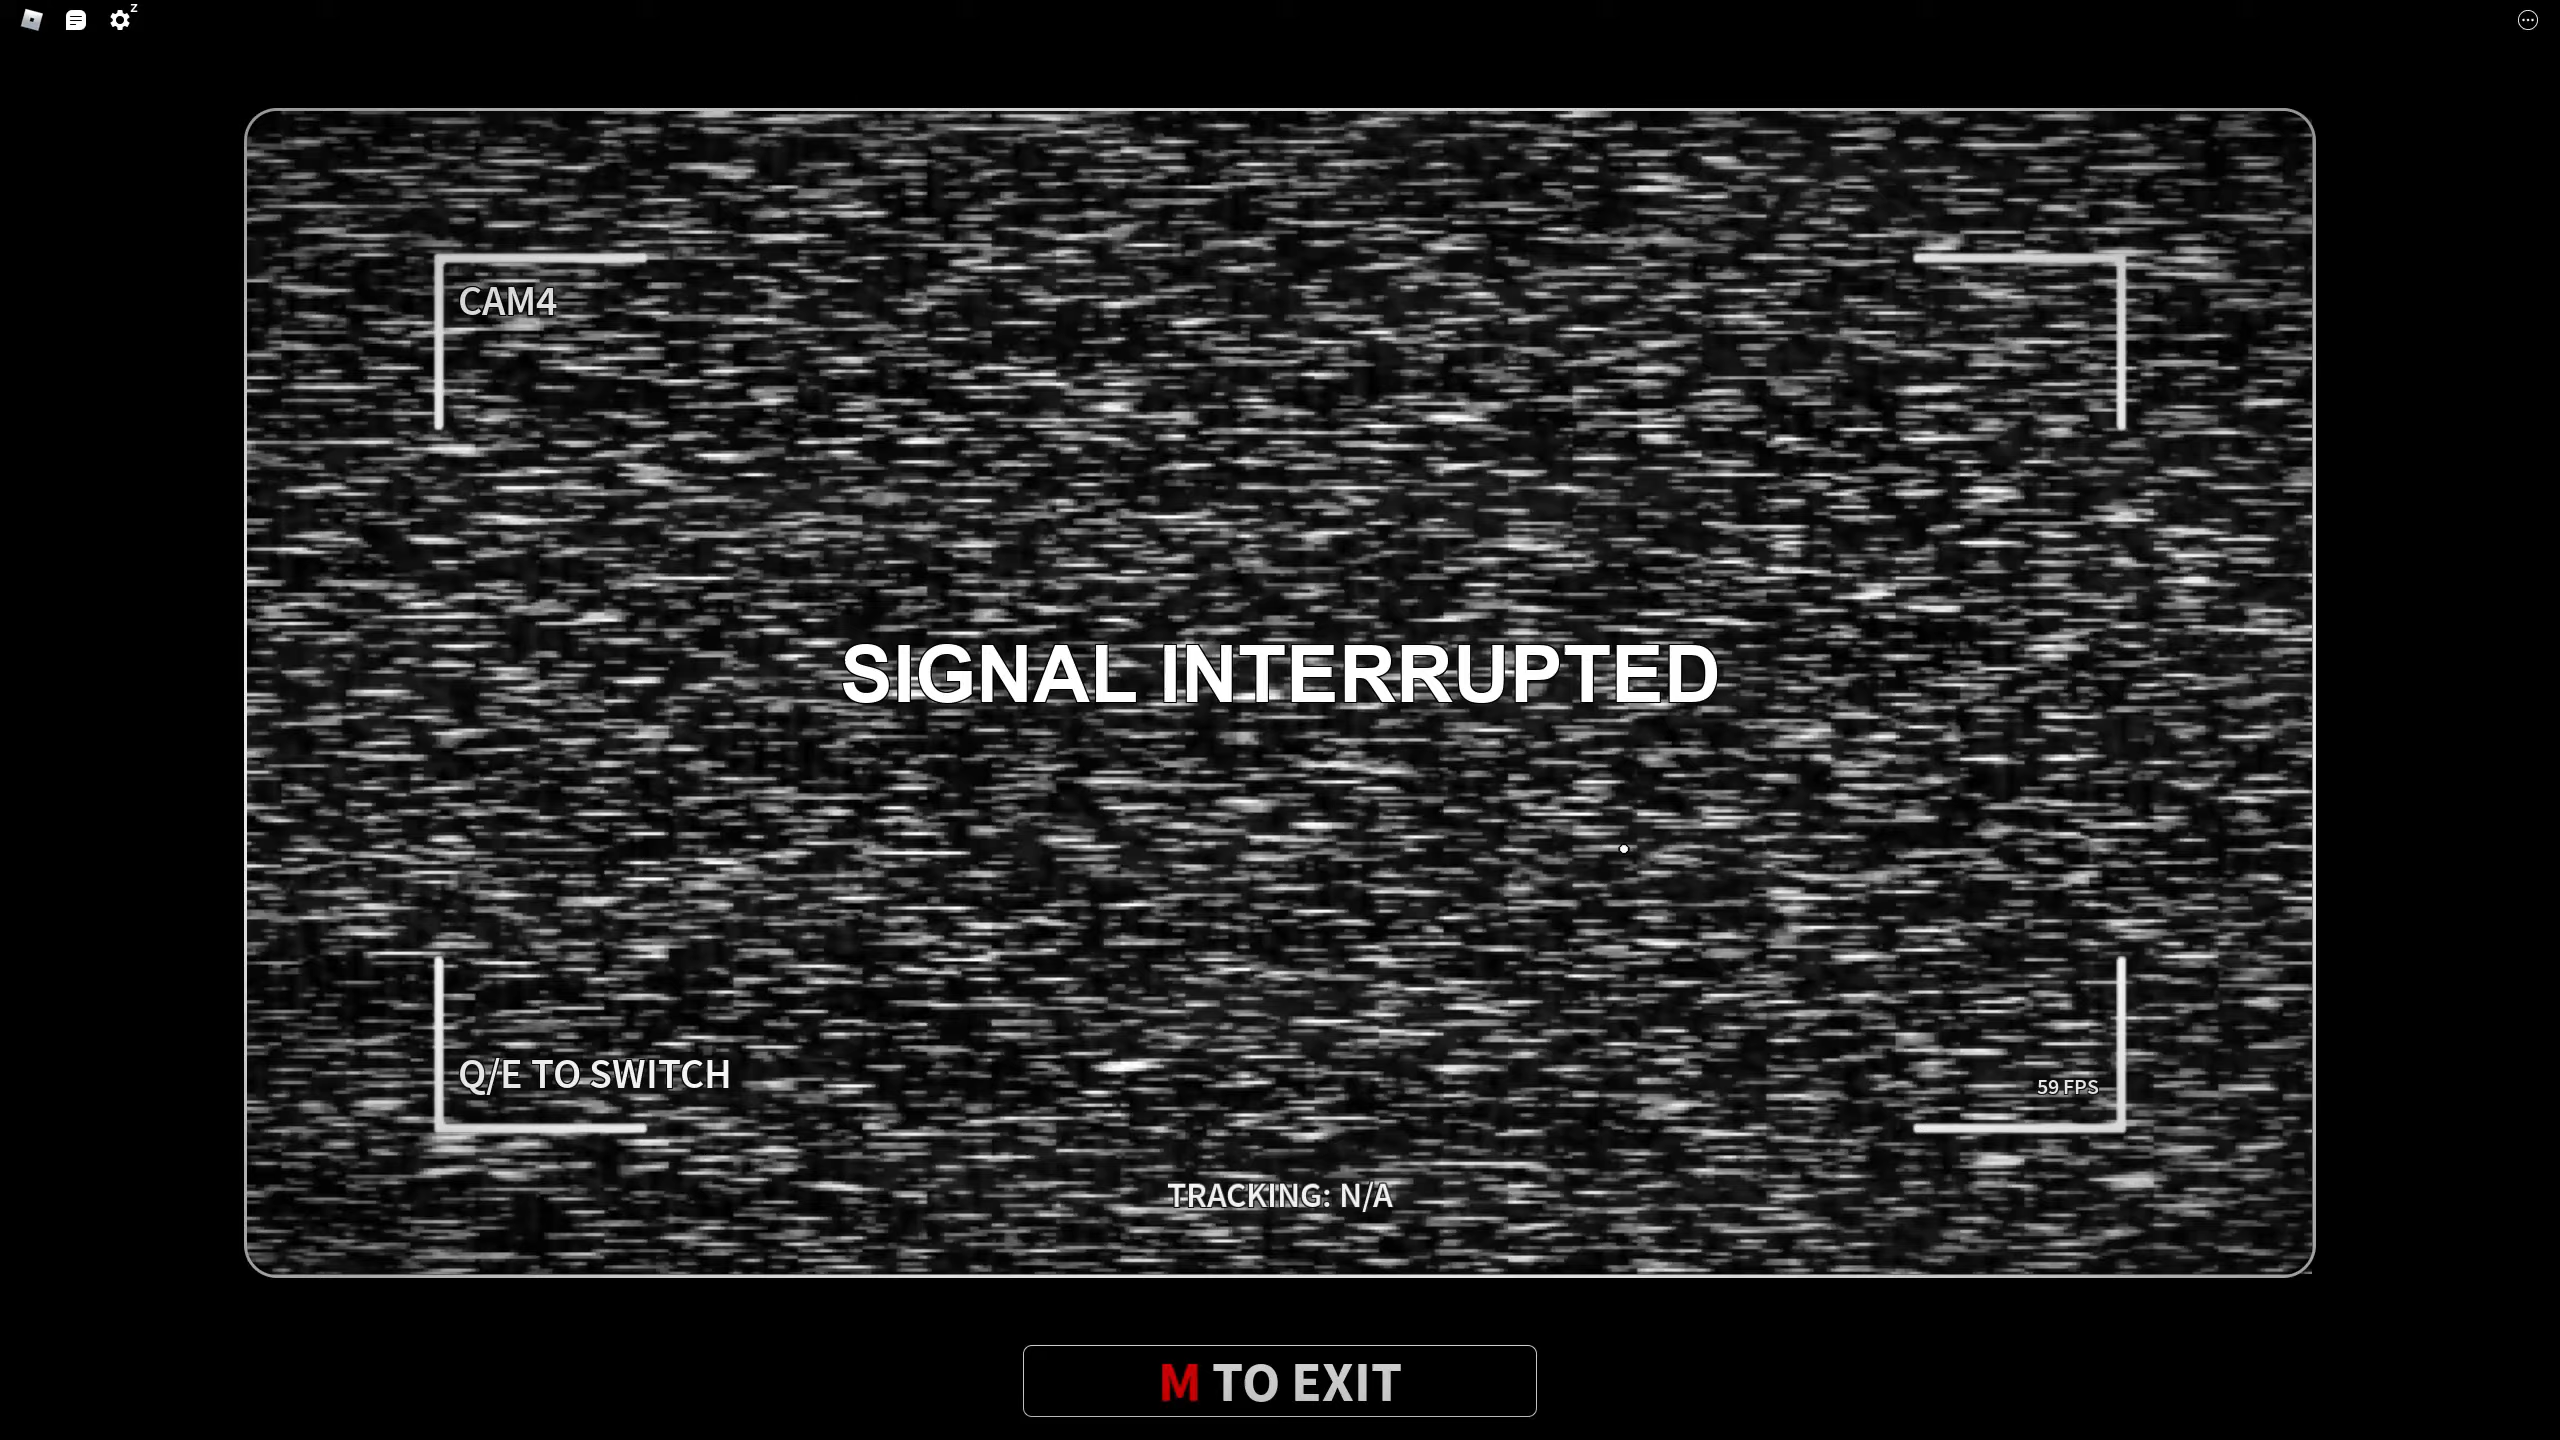 Z
CAM4
SIGNAL INTERRUPTED
Q/E TO SWITCH
59 FPS
TRACKING: N/A
M TO EXIT